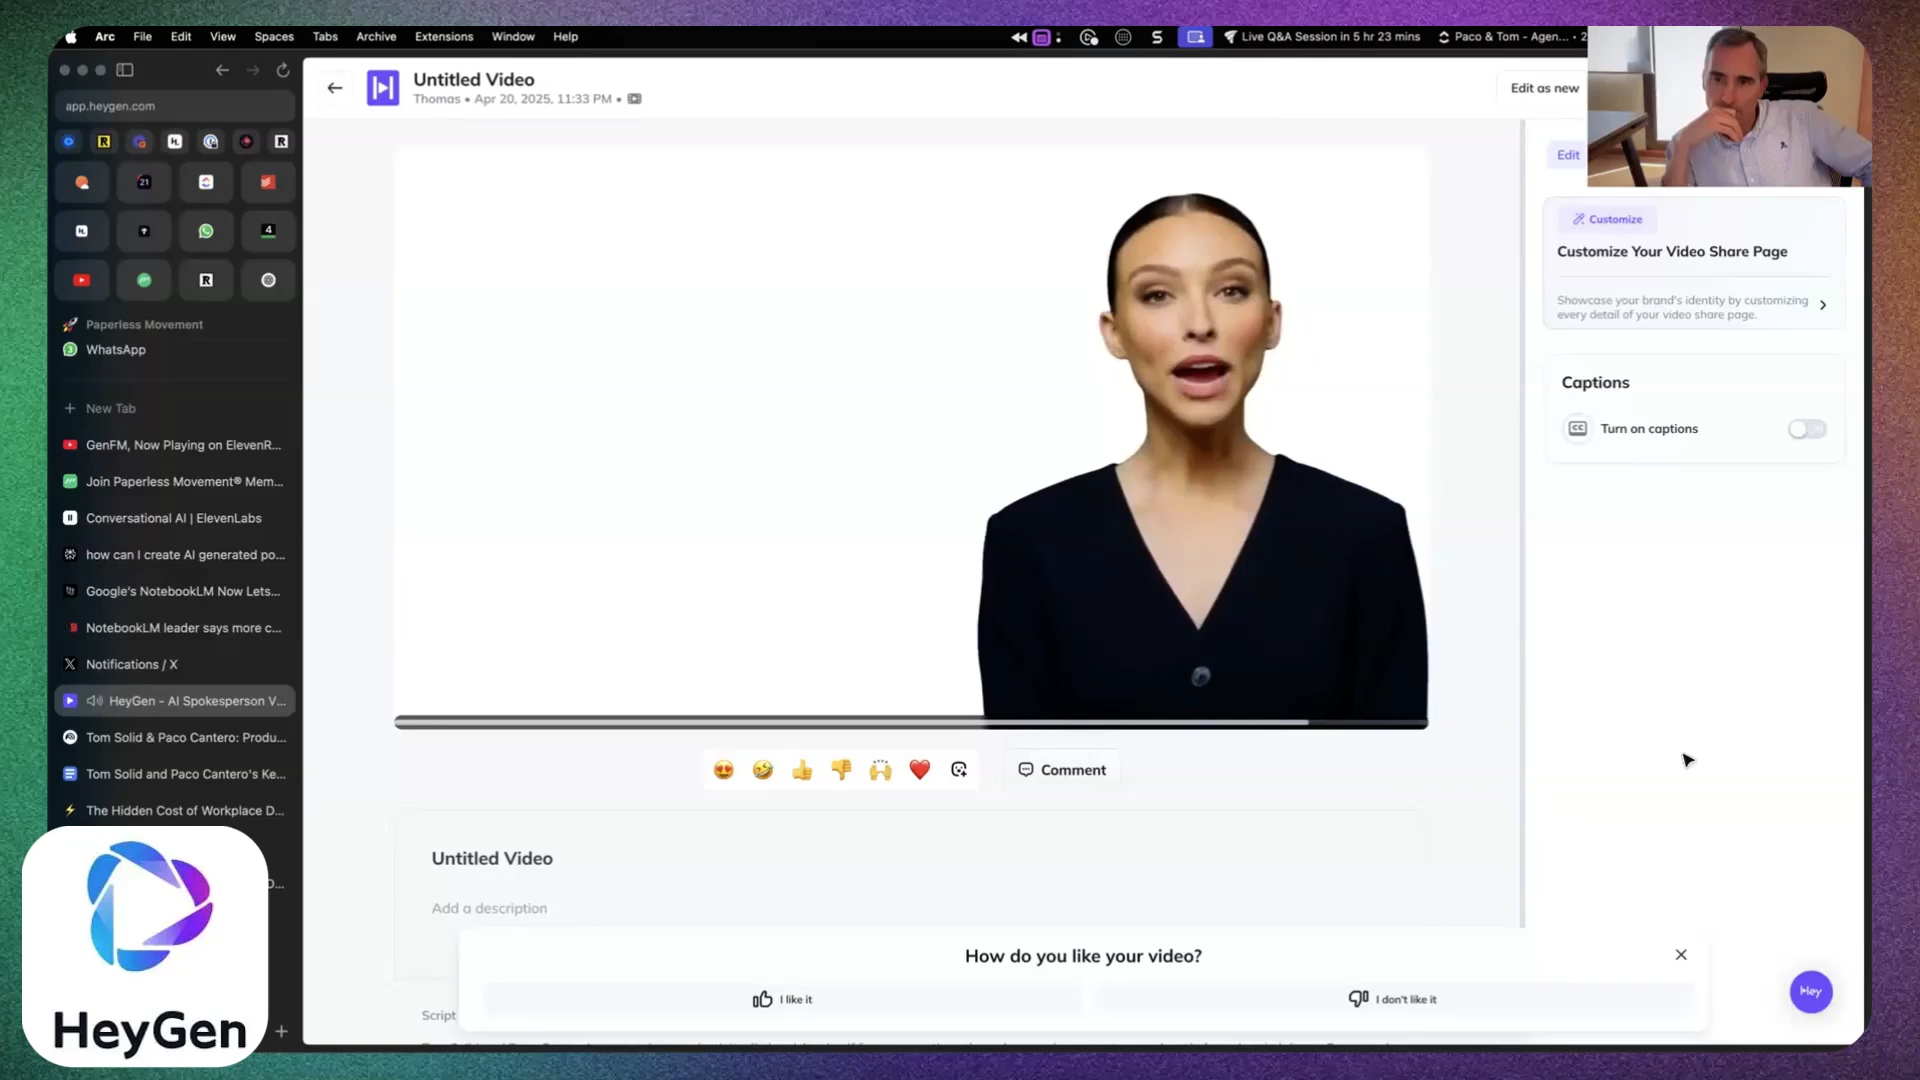 Arc File Edit View Spaces Tabs Archive Extensions Window Help
Live Q&A Session in 5 hr 23 mins
Paco & Tom - Agen... • 2
app.heygen.com
21
4
Paperless Movement
WhatsApp
New Tab
GenFM, Now Playing on ElevenR...
Join Paperless Movement® Mem...
Conversational AI | ElevenLabs
how can I create AI generated po...
Google's NotebookLM Now Lets...
NotebookLM leader says more c...
Notifications / X
HeyGen - AI Spokesperson V...
Tom Solid & Paco Cantero: Produ...
Tom Solid and Paco Cantero's Ke...
The Hidden Cost of Workplace D...
HeyGen
Untitled Video
Thomas • Apr 20, 2025, 11:33 PM •
Edit as new
Edit
Customize
Customize Your Video Share Page
Showcase your brand's identity by customizing
every detail of your video share page.
Captions
Turn on captions
Comment
Untitled Video
Add a description
How do you like your video?
I like it
I don't like it
Script
Hey